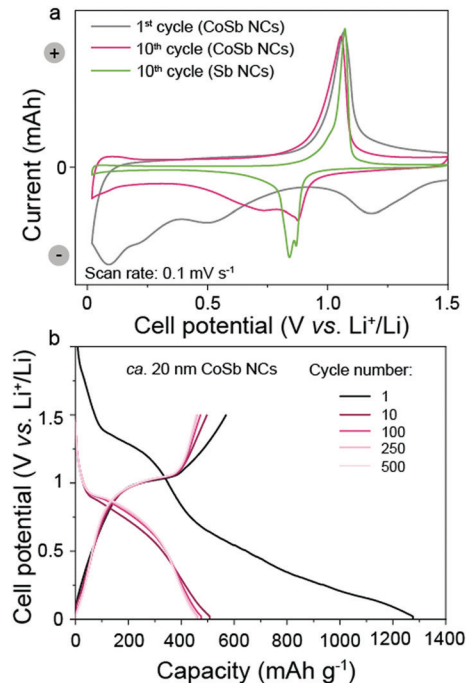 a
1st cycle (CoSb NCs)
10th cycle (CoSb NCs)
10th cycle (Sb NCs)
+
0
-
Current (mAh)
Scan rate: 0.1 mV s⁻¹
0 0.5 1.0 1.5
Cell potential (V vs. Li⁺/Li)
b
ca. 20 nm CoSb NCs
Cycle number:
1
10
100
250
500
1.5
1
0.5
0
Cell potential (V vs. Li⁺/Li)
0 200 400 600 800 1000 1200 1400
Capacity (mAh g⁻¹)